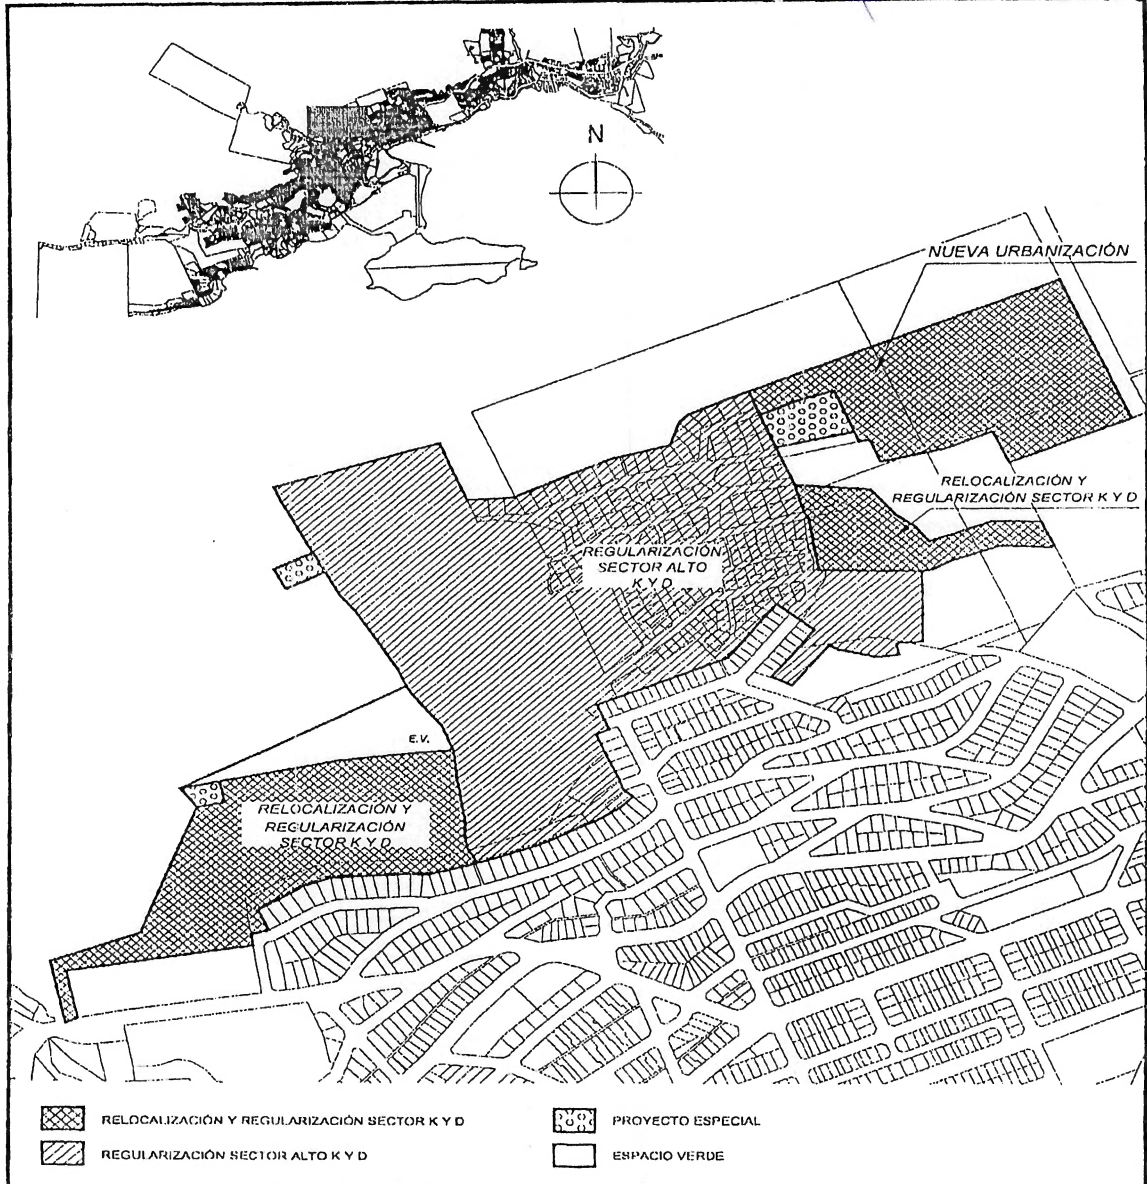 N
NUEVA URBANIZACIÓN
RELOCALIZACIÓN Y
REGULARIZACIÓN SECTOR K Y D
REGULARIZACIÓN
SECTOR ALTO
K Y D
E.V.
RELOCALIZACIÓN Y
REGULARIZACIÓN
SECTOR K Y D
RELOCALIZACIÓN Y REGULARIZACIÓN SECTOR K Y D
PROYECTO ESPECIAL
REGULARIZACIÓN SECTOR ALTO K Y D
ESPACIO VERDE